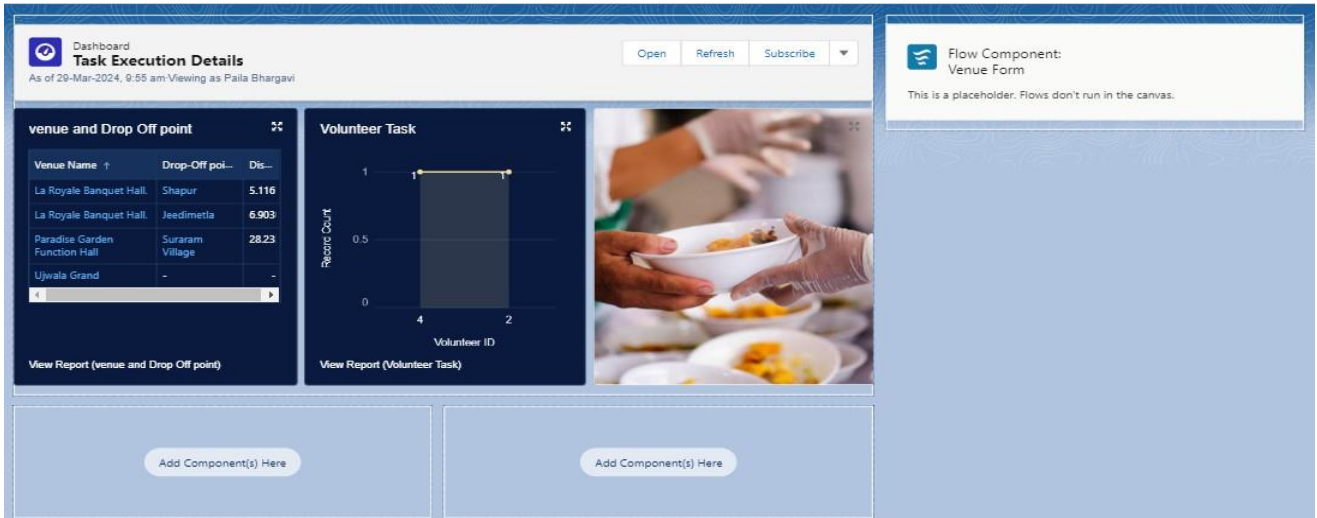 Dashboard
Task Execution Details
As of 29-Mar-2024, 9:55 am·Viewing as Paila Bhargavi
Open Refresh Subscribe
Flow Component:
Venue Form
This is a placeholder. Flows don't run in the canvas.
venue and Drop Off point
Venue Name ↑ Drop-Off poi... Dis...
La Royale Banquet Hall. Shapur 5.116
La Royale Banquet Hall. Jeedimetla 6.903
Paradise Garden
Function Hall
Suraram
Village
28.23
Ujwala Grand - -
View Report (venue and Drop Off point)
Volunteer Task
Record Count
1
0.5
0
1 1
4 2
Volunteer ID
View Report (Volunteer Task)
Add Component(s) Here
Add Component(s) Here